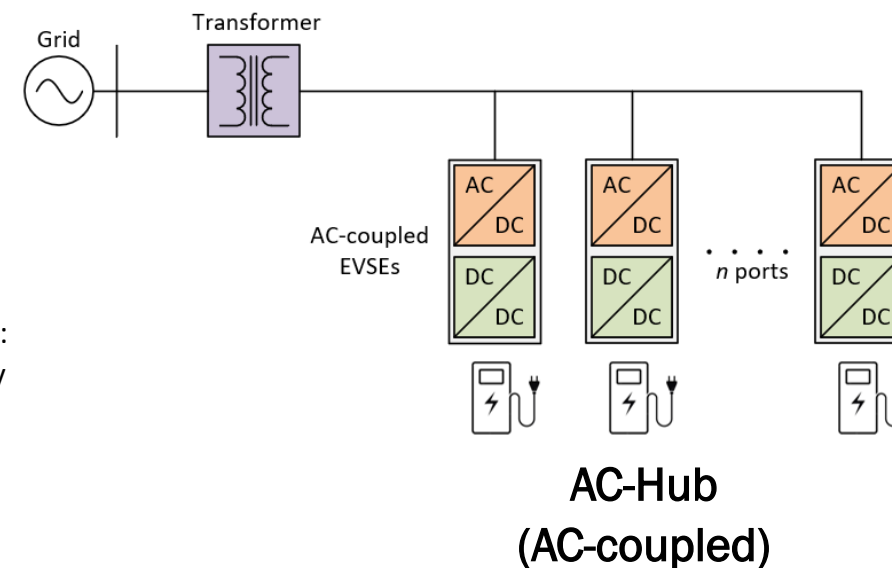 Grid
Transformer
AC
DC
AC
DC
AC
DC
AC-coupled
EVSEs
. . . .
n ports
DC
DC
DC
DC
DC
DC
:
AC-Hub
(AC-coupled)